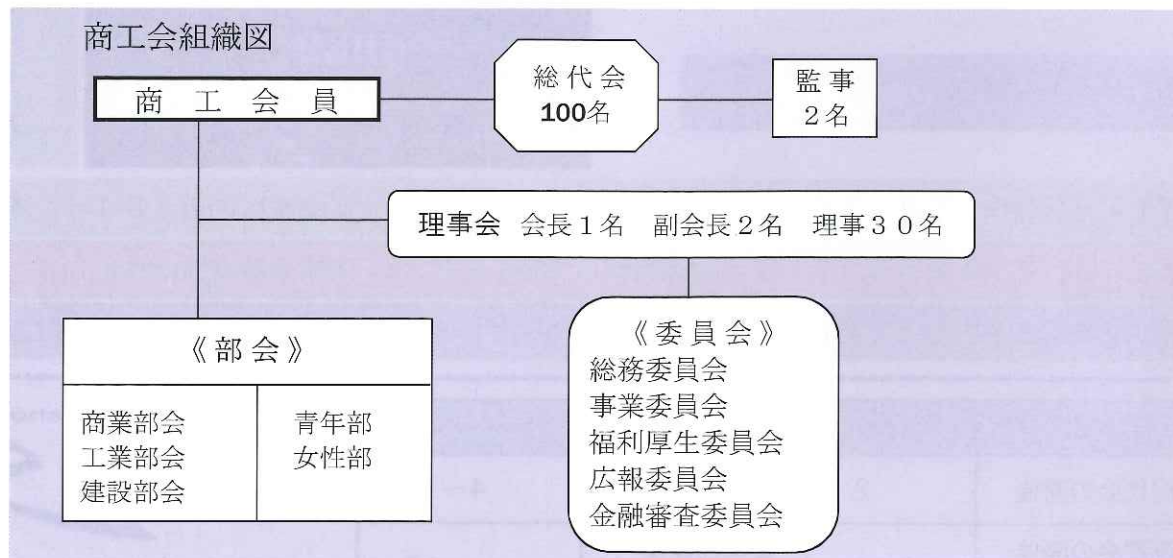 商工会組織図
商工会員
総代会
100名
監事
2名
理事会 会長1名 副会長2名 理事30名
《部会》
商業部会
工業部会
建設部会
青年部
女性部
《委員会》
総務委員会
事業委員会
福利厚生委員会
広報委員会
金融審査委員会